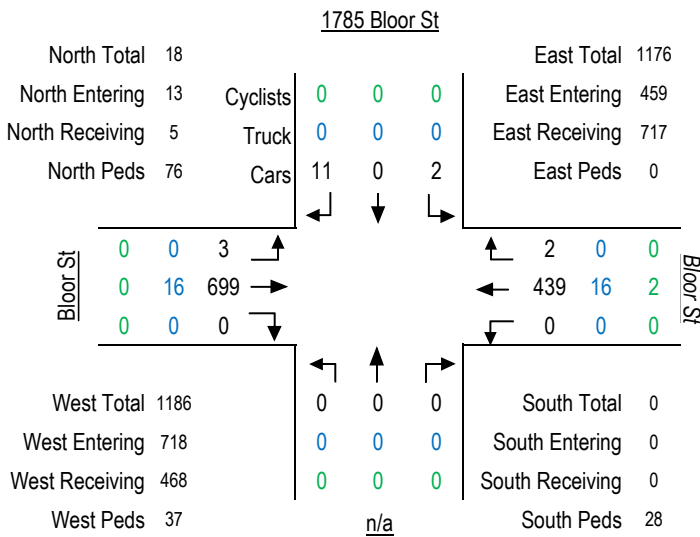 1785 Bloor St
North Total 18
East Total 1176
North Entering 13
Cyclists 0 0 0
East Entering 459
North Receiving 5
Truck 0 0 0
East Receiving 717
North Peds 76
Cars 11 0 2
East Peds 0
Bloor St
0 0 3
0 16 699
0 0 0
2 0 0
439 16 2
0 0 0
Bloor St
West Total 1186
0 0 0
South Total 0
West Entering 718
0 0 0
South Entering 0
West Receiving 468
0 0 0
South Receiving 0
West Peds 37
n/a
South Peds 28